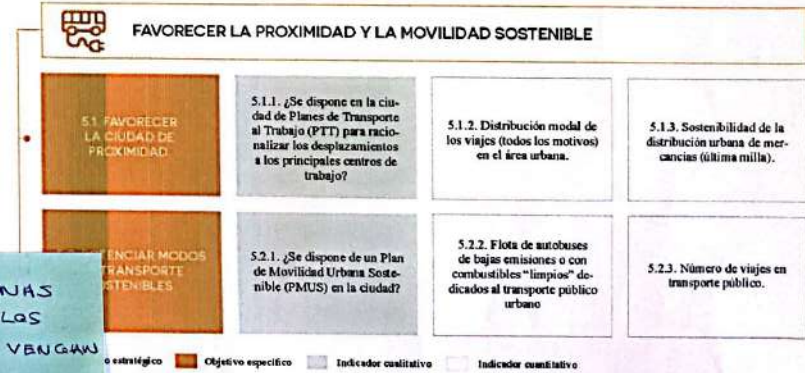 FAVORECER LA PROXIMIDAD Y LA MOVILIDAD SOSTENIBLE
5.1. FAVORECER
LA CIUDAD DE
PROXIMIDAD
5.1.1. ¿Se dispone en la ciu-
dad de Planes de Transporte
al Trabajo (PTT) para racio-
nalizar los desplazamientos
a los principales centros de
trabajo?
5.1.2. Distribución modal de
los viajes (todos los motivos)
en el área urbana.
5.1.3. Sostenibilidad de la
distribución urbana de mer-
cancías (última milla).
ENCIAR MODOS
TRANSPORTE
STENIBLES
5.2.1. ¿Se dispone de un Plan
de Movilidad Urbana Soste-
nible (PMUS) en la ciudad?
5.2.2. Flota de autobuses
de bajas emisiones o con
combustibles "limpios" de-
dicados al transporte público
urbano
5.2.3. Número de viajes en
transporte público.
NAS
LOS
VENGAN
o estratégico Objetivo específico Indicador cualitativo Indicador cuantitativo